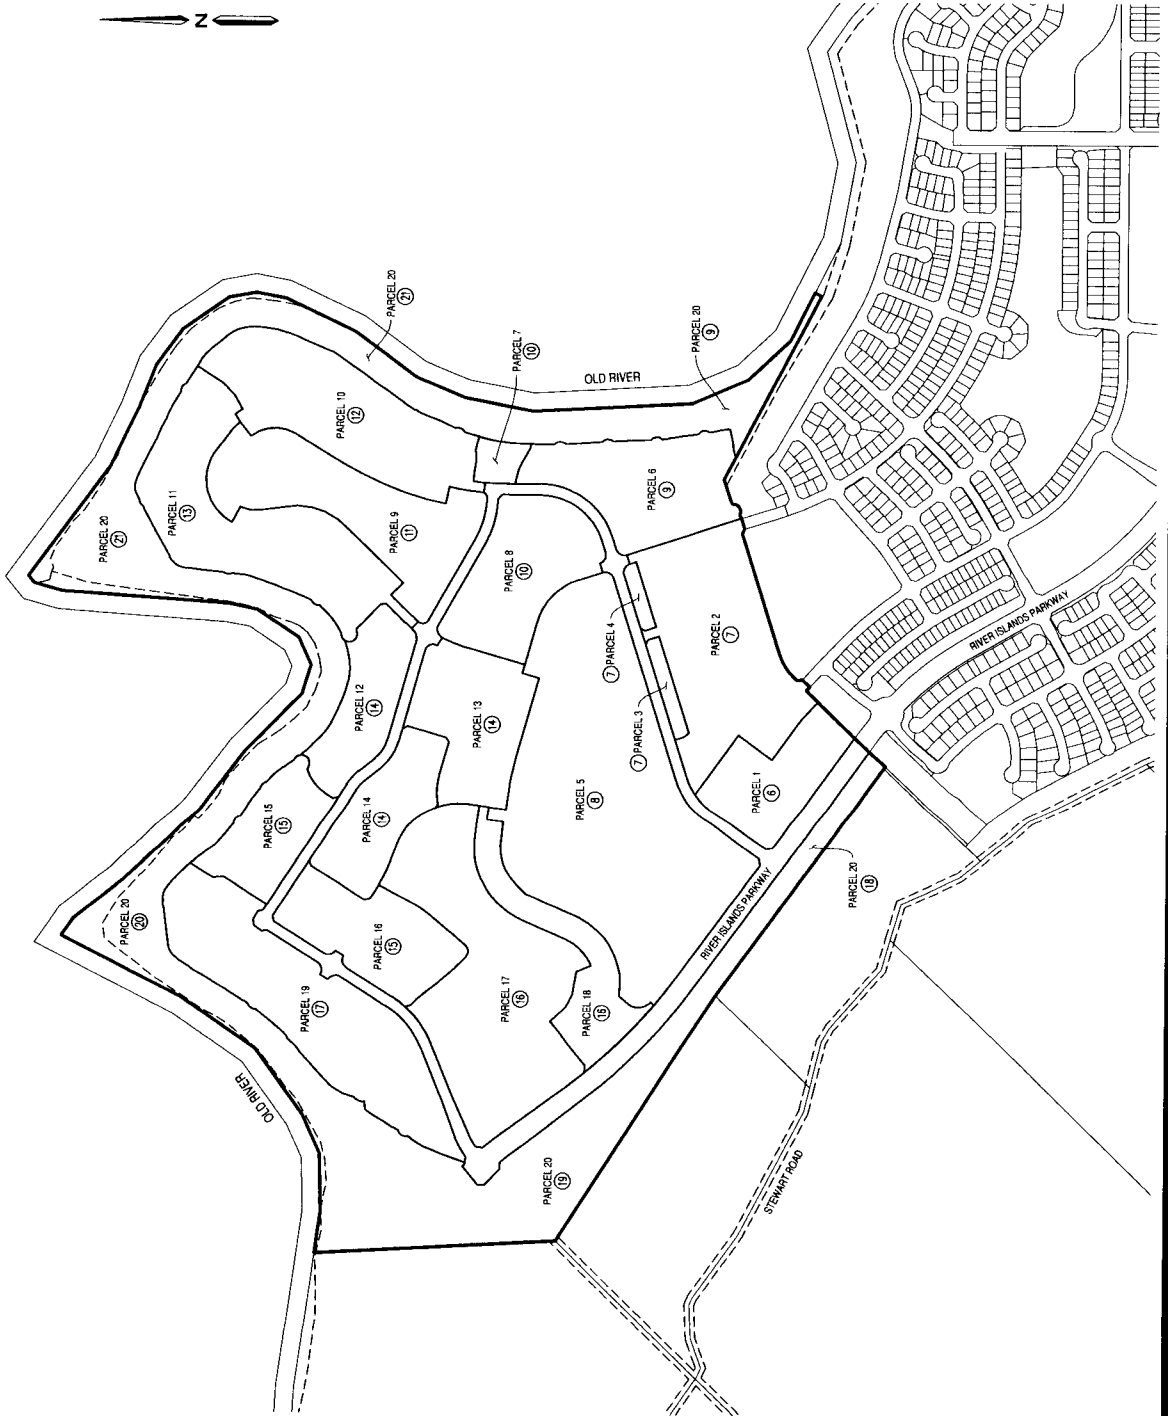 N
PARCEL 20
21
PARCEL 7
10
PARCEL 20
9
OLD RIVER
PARCEL 10
12
PARCEL 11
13
PARCEL 20
21
PARCEL 9
11
PARCEL 6
9
PARCEL 8
10
PARCEL 4
7
PARCEL 2
7
RIVER ISLANDS PARKWAY
PARCEL 12
14
PARCEL 13
14
PARCEL 3
7
PARCEL 1
6
PARCEL 5
8
PARCEL 14
14
PARCEL 15
15
PARCEL 20
18
RIVER ISLANDS PARKWAY
PARCEL 20
20
PARCEL 16
15
PARCEL 17
16
PARCEL 18
16
PARCEL 19
17
OLD RIVER
PARCEL 20
19
STEWART ROAD